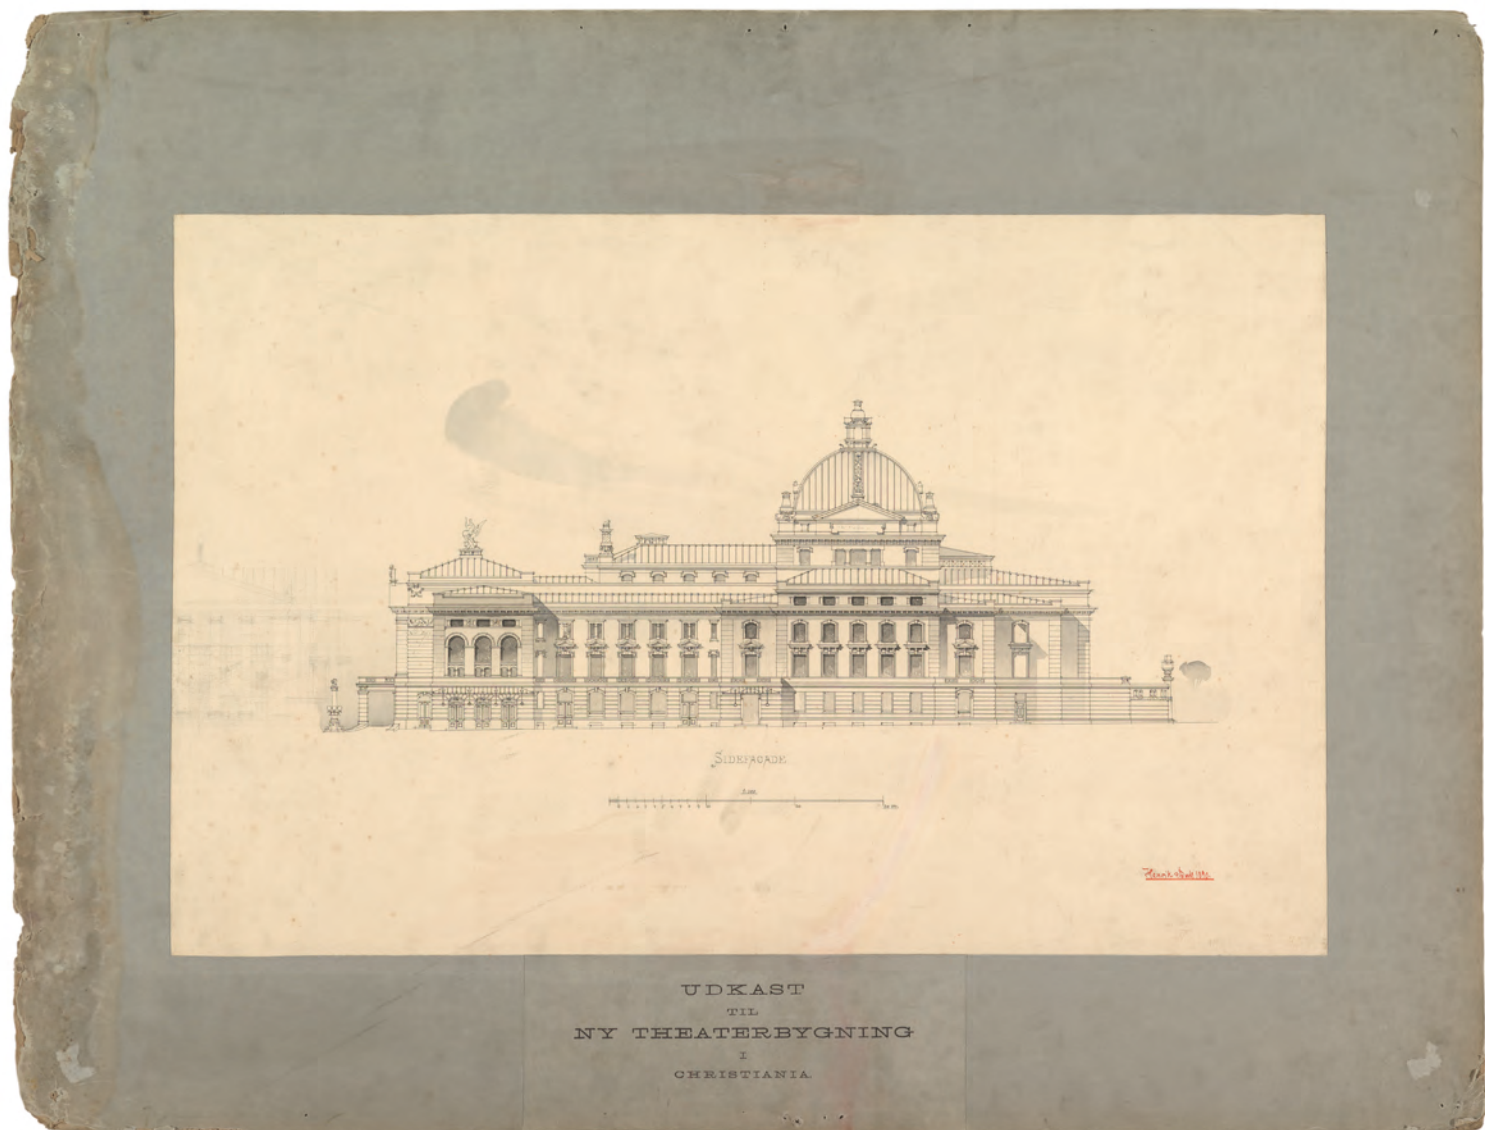 SIDEFACADE
UDKAST
TIL
NY THEATERBYGNING
I
CHRISTIANIA.